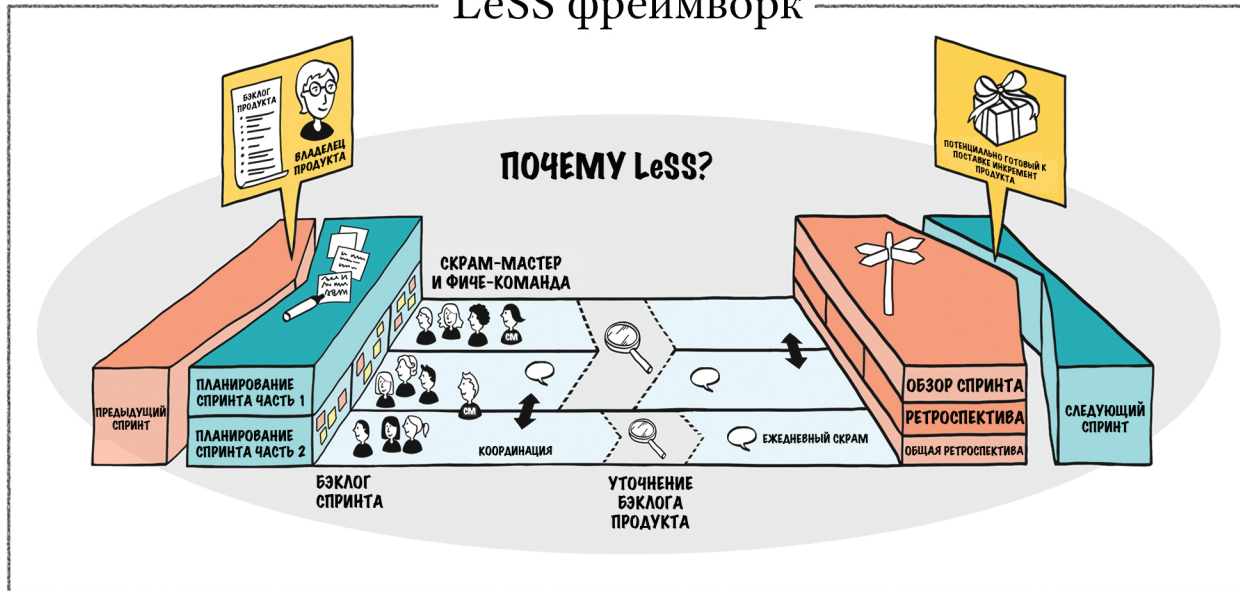 LeSS фреймворк
БЭКЛОГ
ПРОДУКТА
ВЛАДЕЛЕЦ
ПРОДУКТА
ПОТЕНЦИАЛЬНО ГОТОВЫЙ К
ПОСТАВКЕ ИНКРЕМЕНТ
ПРОДУКТА
ПОЧЕМУ LeSS?
СКРАМ-МАСТЕР
И ФИЧЕ-КОМАНДА
СМ
СМ
ПРЕДЫДУЩИЙ
СПРИНТ
ПЛАНИРОВАНИЕ
СПРИНТА ЧАСТЬ 1
ПЛАНИРОВАНИЕ
СПРИНТА ЧАСТЬ 2
КООРДИНАЦИЯ
ЕЖЕДНЕВНЫЙ СКРАМ
ОБЗОР СПРИНТА
РЕТРОСПЕКТИВА
ОБЩАЯ РЕТРОСПЕКТИВА
СЛЕДУЮЩИЙ
СПРИНТ
БЭКЛОГ
СПРИНТА
УТОЧНЕНИЕ
БЭКЛОГА
ПРОДУКТА